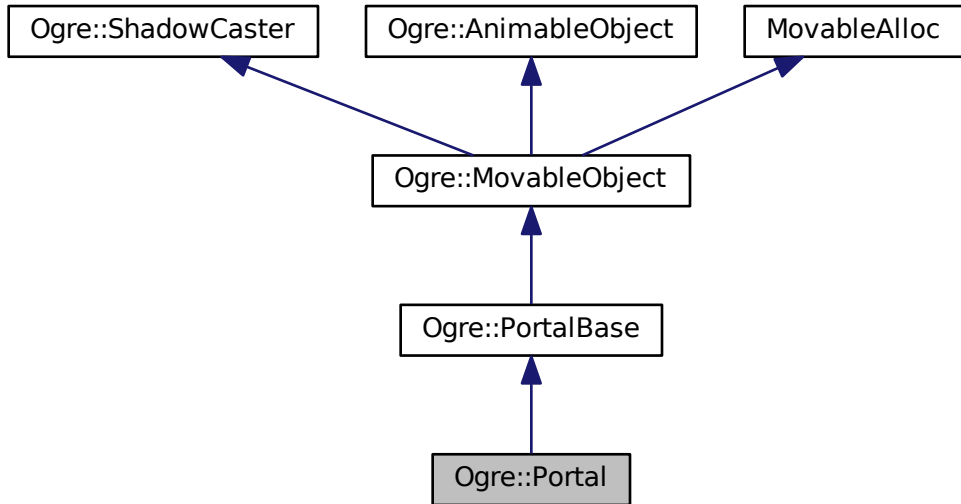 Ogre::ShadowCaster
Ogre::AnimableObject
MovableAlloc
Ogre::MovableObject
Ogre::PortalBase
Ogre::Portal